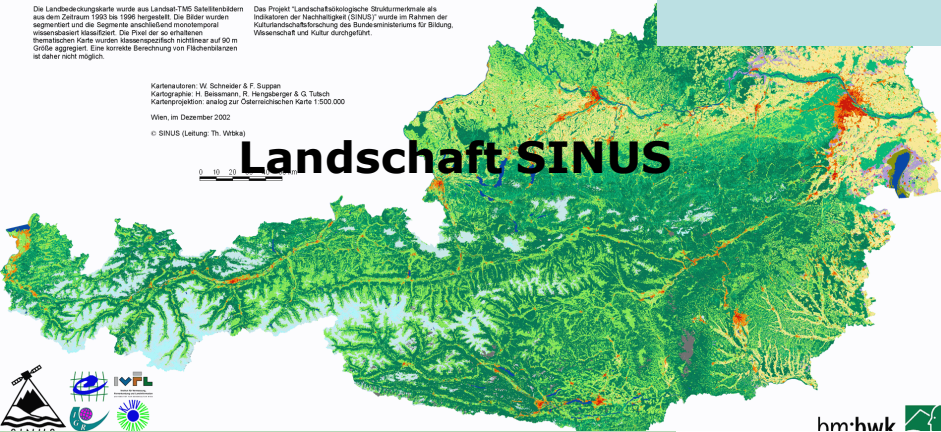 Die Landbedeckungskarte wurde aus Landsat-TM5 Satellitenbildern
aus dem Zeitraum 1993 bis 1996 hergestellt. Die Bilder wurden
segmentiert und die Segmente anschließend monotemporal
wissensbasiert klassifiziert. Die Pixel der so erhaltenen
thematischen Karte wurden klassenspezifisch nichtlinear auf 90 m
Größe aggregiert. Eine korrekte Berechnung von Flächenbilanzen
ist daher nicht möglich.
Das Projekt "Landschaftsökologische Strukturmerkmale als
Indikatoren der Nachhaltigkeit (SINUS)" wurde im Rahmen der
Kulturlandschaftsforschung des Bundesministeriums für Bildung,
Wissenschaft und Kultur durchgeführt.
Kartenautoren: W. Schneider & F. Suppan
Kartographie: H. Beissmann, R. Hengsberger & G. Tutsch
Kartenprojektion: analog zur Österreichischen Karte 1:500.000
Wien, im Dezember 2002
© SINUS (Leitung: Th. Wrbka)
Landschaft SINUS
0 10 20
IVFL
SINUS
bm:bwk